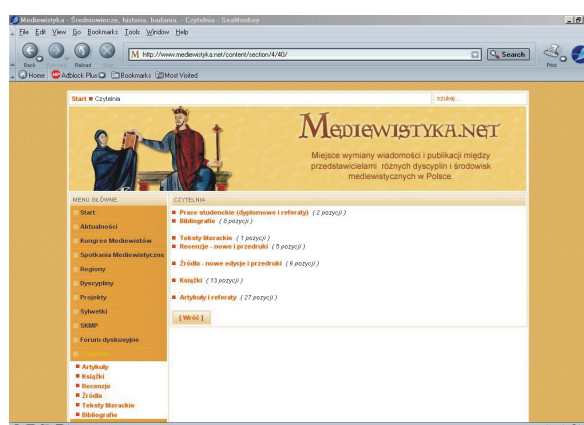 Mediewistyka - Średniowiecze, historia, badania. - Czytelnia - SeaMonkey
File Edit View Go Bookmarks Tools Window Help
Back Reload http://www.mediewistyka.net/content/section/4/40/ Search Print
Home Adblock Plus Bookmarks Most Visited
Start Czytelnia szukaj...
MEDIEWISTYKA.NET
Miejsce wymiany wiadomości i publikacji między
przedstawicielami różnych dyscyplin i środowisk
mediewistycznych w Polsce.
MENU GŁÓWNE
Start
Aktualności
Kongres Mediewistów
Spotkania Mediewistyczne
Regiony
Dyscypliny
Projekty
Sylwetki
SKMP
Forum dyskusyjne
Artykuły
Książki
Recenzje
Źródła
Teksty literackie
Bibliografie
CZYTELNIA
Prace studenckie (dyplomowe i referaty) ( 2 pozycji )
Bibliografie ( 8 pozycji )
Teksty literackie ( 1 pozycji )
Recenzje - nowe i przedruki ( 5 pozycji )
Źródła - nowe edycje i przedruki ( 6 pozycji )
Książki ( 13 pozycji )
Artykuły i referaty ( 27 pozycji )
[ Wróć ]